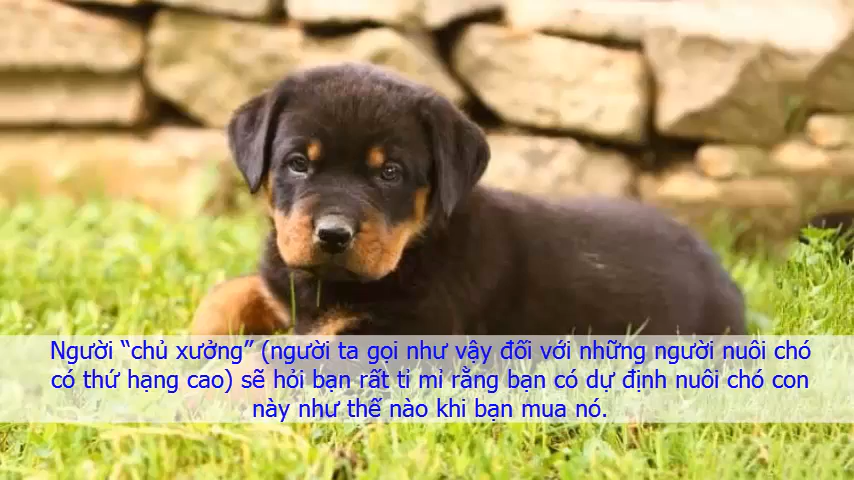 Người “chủ xưởng” (người ta gọi như vậy đối với những người nuôi chó
có thứ hạng cao) sẽ hỏi bạn rất tỉ mỉ rằng bạn có dự định nuôi chó con
này như thế nào khi bạn mua nó.